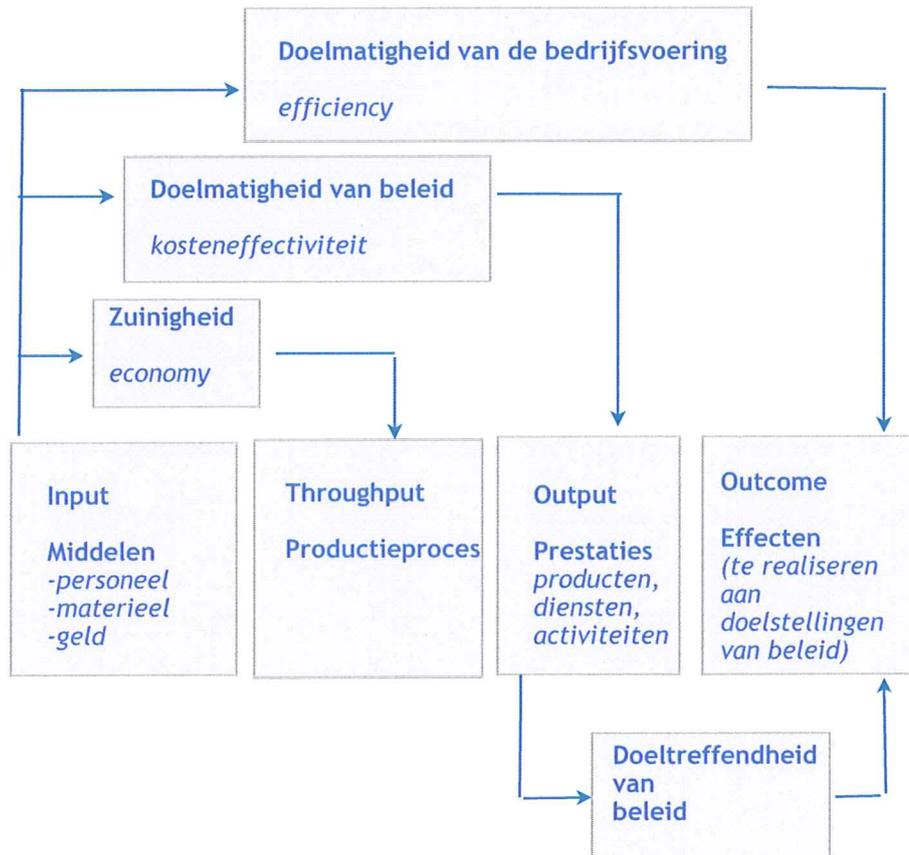 Doelmatigheid van de bedrijfsvoering
efficiency
Doelmatigheid van beleid
kosteneffectiviteit
Zuinigheid
economy
Input
Middelen
-personeel
-materieel
-geld
Throughput
Productieproces
Output
Prestaties
producten,
diensten,
activiteiten
Outcome
Effecten
(te realiseren
aan
doelstellingen
van beleid)
Doeltreffendheid
van
beleid